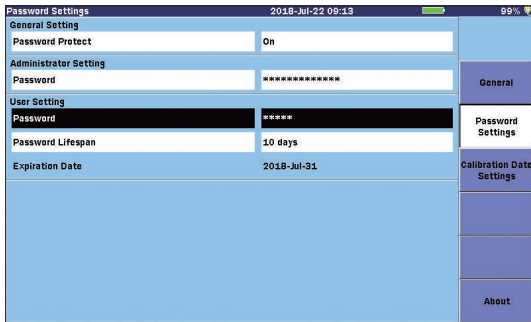 Password Settings 2018-Jul-22 09:13 99%
General Setting
Password Protect On
Administrator Setting
Password *************
User Setting
Password *****
Password Lifespan 10 days
Expiration Date 2018-Jul-31
General
Password
Settings
Calibration Date
Settings
About